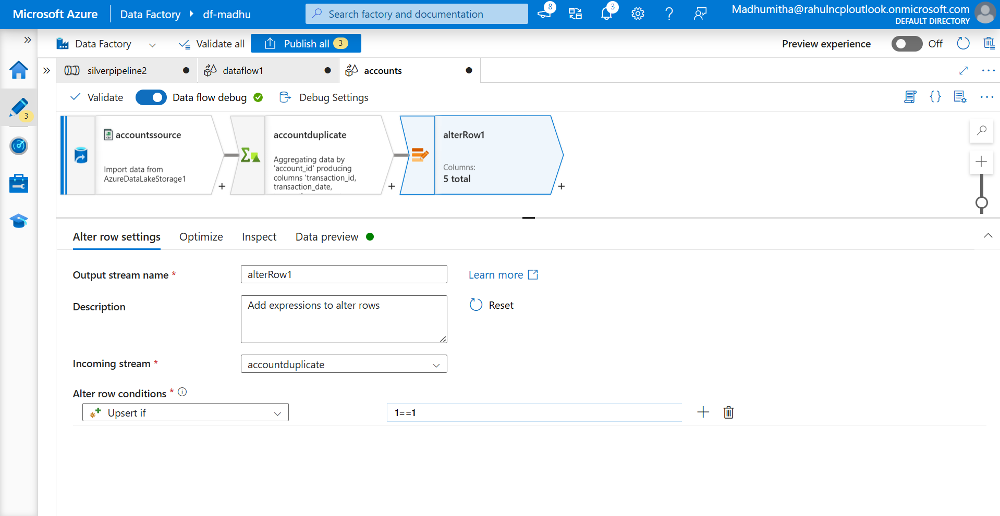 Microsoft Azure
Data Factory
df-madhu
Search factory and documentation
8
3
Madhumitha@rahulncploutlook.onmicrosoft.com
DEFAULT DIRECTORY
Data Factory
Validate all
Publish all 3
Preview experience
Off
silverpipeline2
dataflow1
accounts
3
Validate
Data flow debug
Debug Settings
accountssource
Import data from
AzureDataLakeStorage1
+
accountduplicate
Aggregating data by
'account_id' producing
columns 'transaction_id,
transaction_date,
+
alterRow1
Columns:
5 total
+
Alter row settings
Optimize
Inspect
Data preview
Output stream name *
alterRow1
Learn more
Description
Add expressions to alter rows
Reset
Incoming stream *
accountduplicate
Alter row conditions *
Upsert if
1==1